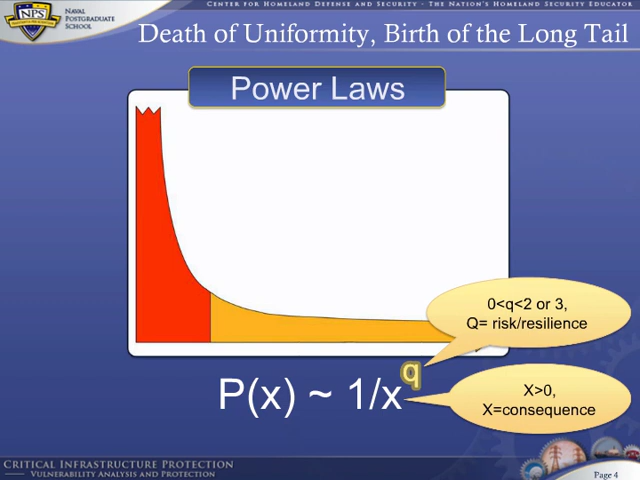 CENTER FOR HOMELAND DEFENSE AND SECURITY · THE NATION'S HOMELAND SECURITY EDUCATOR
NPS
NAVAL
POSTGRADUATE
SCHOOL
Death of Uniformity, Birth of the Long Tail
Power Laws
0<q<2 or 3,
Q= risk/resilience
P(x) ~ 1/x^q
X>0,
X=consequence
CRITICAL INFRASTRUCTURE PROTECTION
VULNERABILITY ANALYSIS AND PROTECTION
Page 4